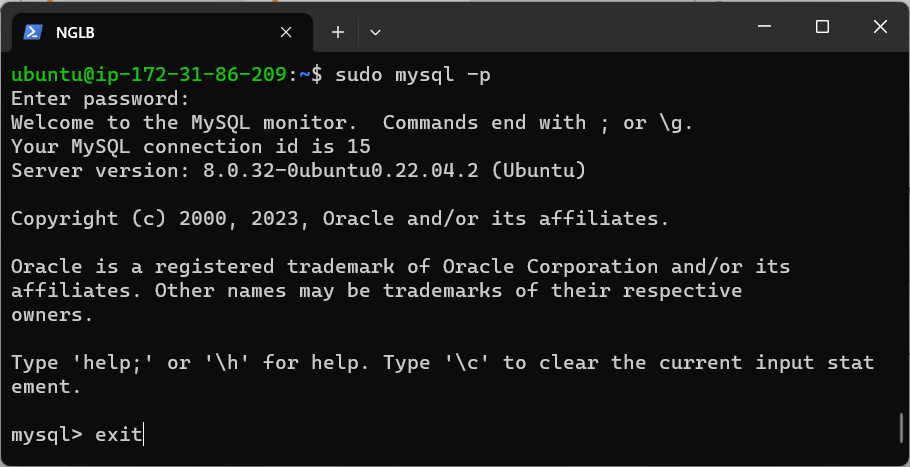 NGLB
ubuntu@ip-172-31-86-209:~$ sudo mysql -p
Enter password:
Welcome to the MySQL monitor.  Commands end with ; or \g.
Your MySQL connection id is 15
Server version: 8.0.32-0ubuntu0.22.04.2 (Ubuntu)
Copyright (c) 2000, 2023, Oracle and/or its affiliates.
Oracle is a registered trademark of Oracle Corporation and/or its
affiliates. Other names may be trademarks of their respective
owners.
Type 'help;' or '\h' for help. Type '\c' to clear the current input stat
ement.
mysql> exit